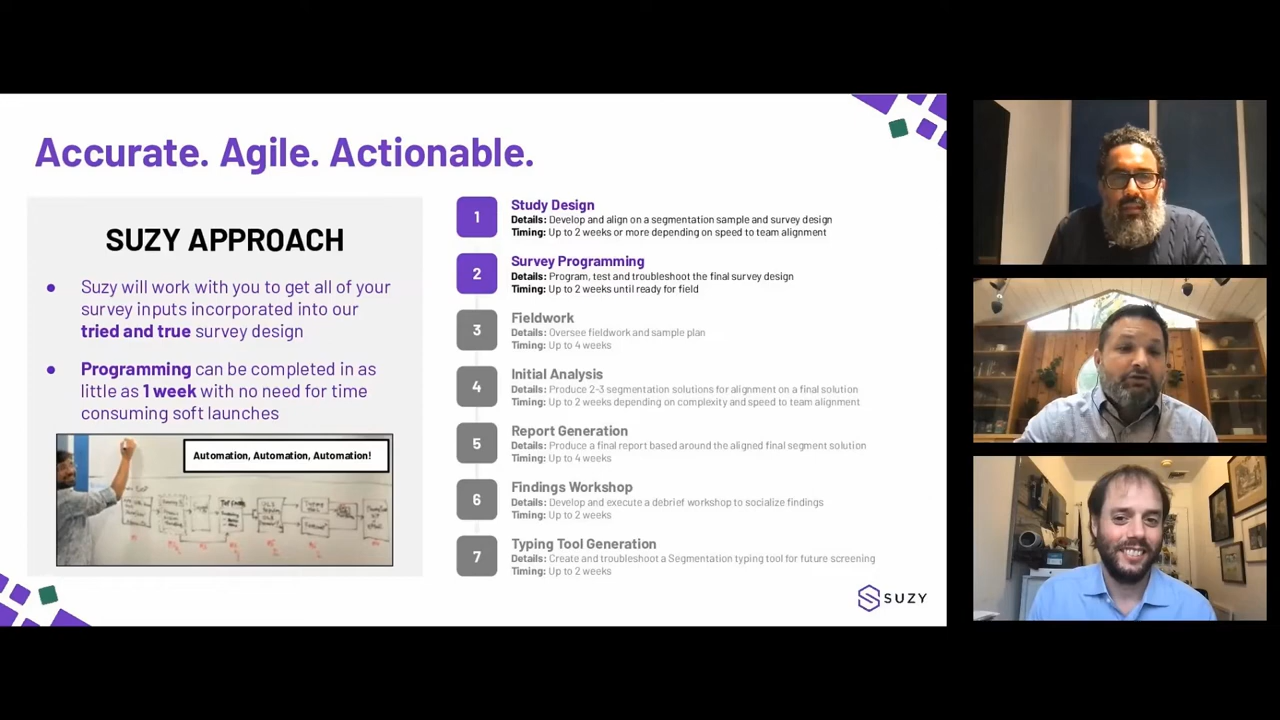 Accurate. Agile. Actionable.
SUZY APPROACH
● Suzy will work with you to get all of your
survey inputs incorporated into our
tried and true survey design
● Programming can be completed in as
little as 1 week with no need for time
consuming soft launches
Automation, Automation, Automation!
1
Study Design
Details: Develop and align on a segmentation sample and survey design
Timing: Up to 2 weeks or more depending on speed to team alignment
2
Survey Programming
Details: Program, test and troubleshoot the final survey design
Timing: Up to 2 weeks until ready for field
3
Fieldwork
Details: Oversee fieldwork and sample plan
Timing: Up to 4 weeks
4
Initial Analysis
Details: Produce 2-3 segmentation solutions for alignment on a final solution
Timing: Up to 2 weeks depending on complexity and speed to team alignment
5
Report Generation
Details: Produce a final report based around the aligned final segment solution
Timing: Up to 4 weeks
6
Findings Workshop
Details: Develop and execute a debrief workshop to socialize findings
Timing: Up to 2 weeks
7
Typing Tool Generation
Details: Create and troubleshoot a Segmentation typing tool for future screening
Timing: Up to 2 weeks
SUZY